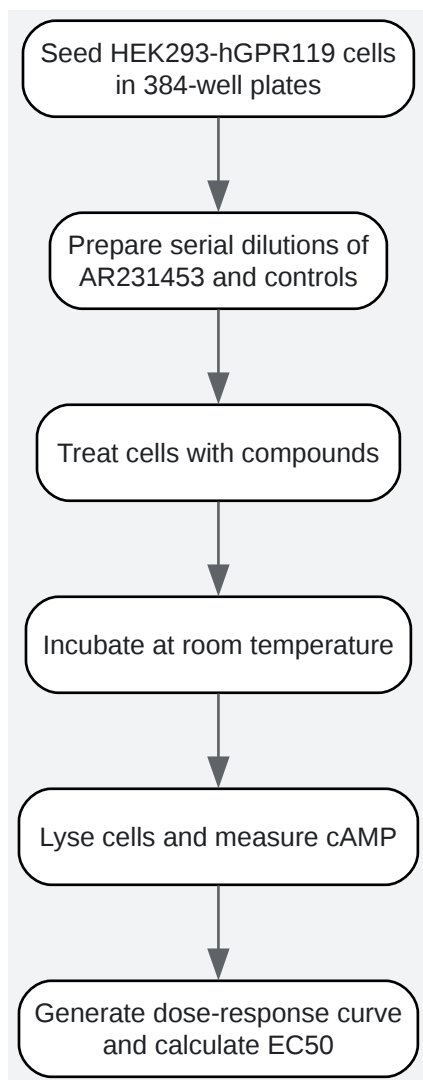 Seed HEK293-hGPR119 cells
in 384-well plates
Prepare serial dilutions of
AR231453 and controls
Treat cells with compounds
Incubate at room temperature
Lyse cells and measure cAMP
Generate dose-response curve
and calculate EC50